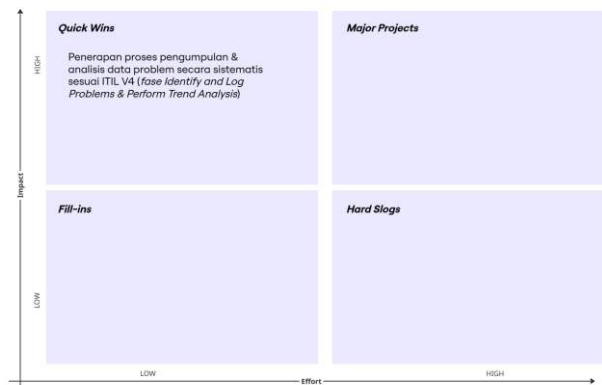 Quick Wins
Major Projects
Penerapan proses pengumpulan &
analisis data problem secara sistematis
sesuai ITIL V4 (fase Identify and Log
Problems & Perform Trend Analysis)
HIGH
Impact
Fill-ins
Hard Slogs
LOW
LOW
HIGH
Effort